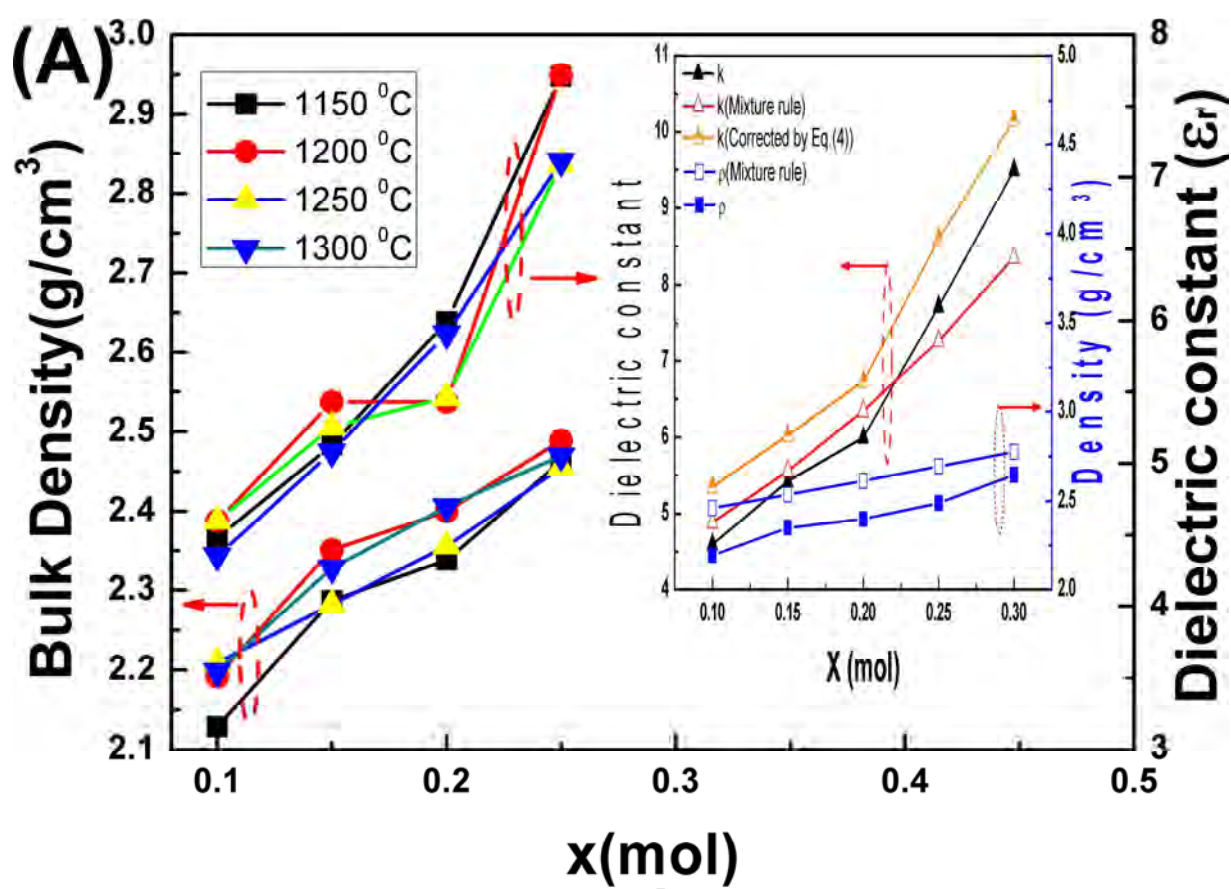 (A)
3.0
2.9
2.8
2.7
2.6
2.5
2.4
2.3
2.2
2.1
Bulk Density(g/cm³)
1150 ⁰C
1200 ⁰C
1250 ⁰C
1300 ⁰C
0.1
0.2
0.3
0.4
0.5
x(mol)
8
7
6
5
4
3
Dielectric constant (εr)
11
10
9
8
7
6
5
4
Dielectric constant
k
k(Mixture rule)
k(Corrected by Eq.(4))
ρ(Mixture rule)
ρ
0.10
0.15
0.20
0.25
0.30
X (mol)
5.0
4.5
4.0
3.5
3.0
2.5
2.0
Density (g/cm³)